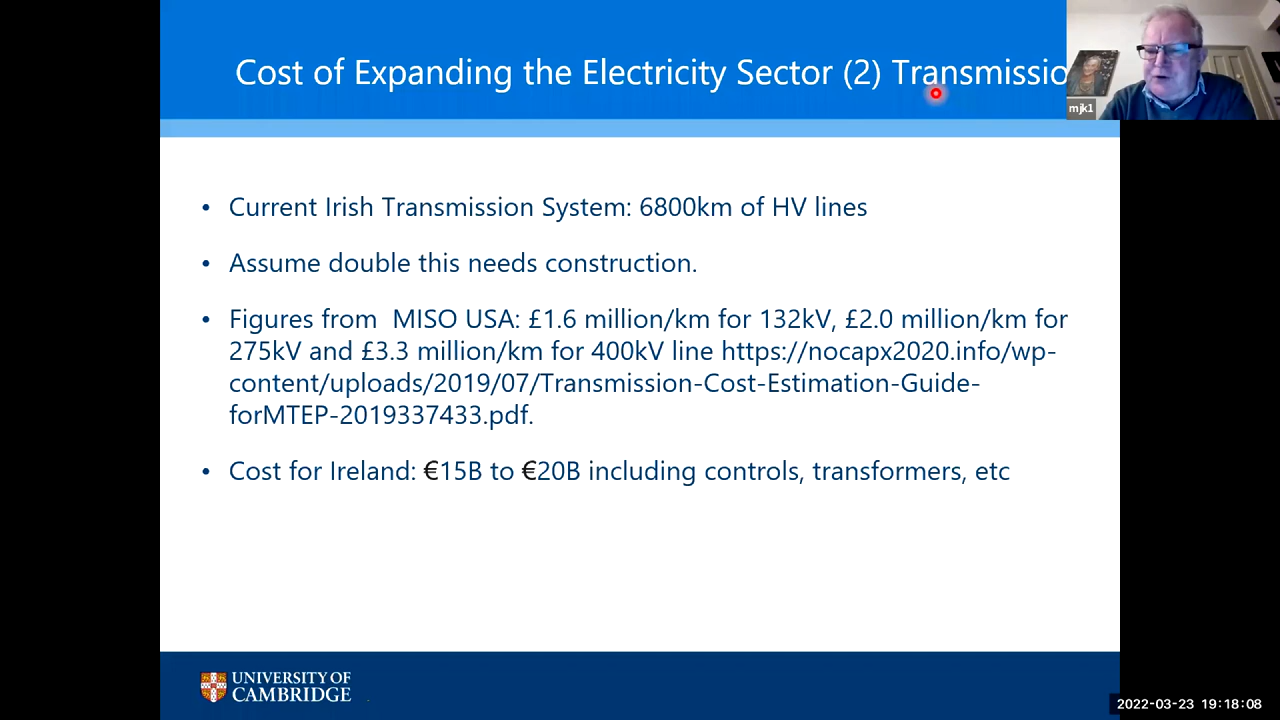 Cost of Expanding the Electricity Sector (2) Transmissio
mjk1
• Current Irish Transmission System: 6800km of HV lines
• Assume double this needs construction.
• Figures from MISO USA: £1.6 million/km for 132kV, £2.0 million/km for
275kV and £3.3 million/km for 400kV line https://nocapx2020.info/wp-
content/uploads/2019/07/Transmission-Cost-Estimation-Guide-
forMTEP-2019337433.pdf.
• Cost for Ireland: €15B to €20B including controls, transformers, etc
UNIVERSITY OF
CAMBRIDGE
2022-03-23 19:18:08